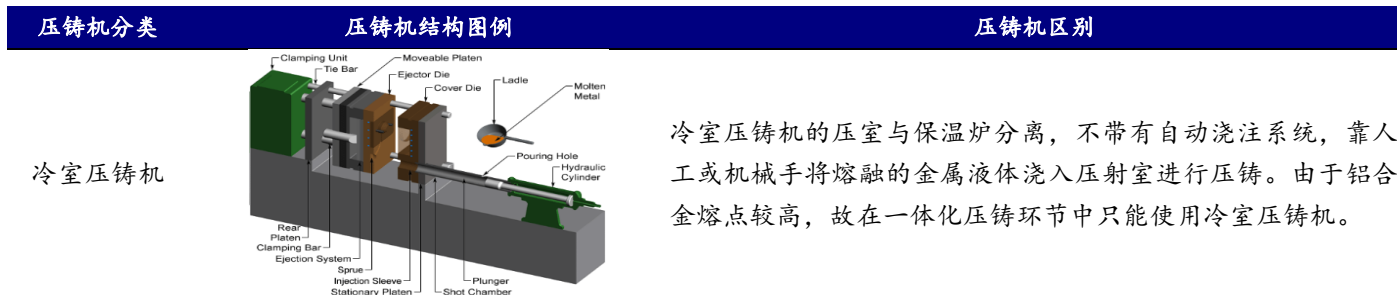 压铸机分类 压铸机结构图例 压铸机区别
Clamping Unit
Tie Bar
Moveable Platen
Ejector Die
Cover Die
Ladle
Molten
Metal
Pouring Hole
Hydraulic
Cylinder
Rear
Platen
Clamping Bar
Ejection System
Sprue
Injection Sleeve
Stationary Platen
Plunger
Shot Chamber
冷室压铸机
冷室压铸机的压室与保温炉分离，不带有自动浇注系统，靠人
工或机械手将熔融的金属液体浇入压射室进行压铸。由于铝合
金熔点较高，故在一体化压铸环节中只能使用冷室压铸机。